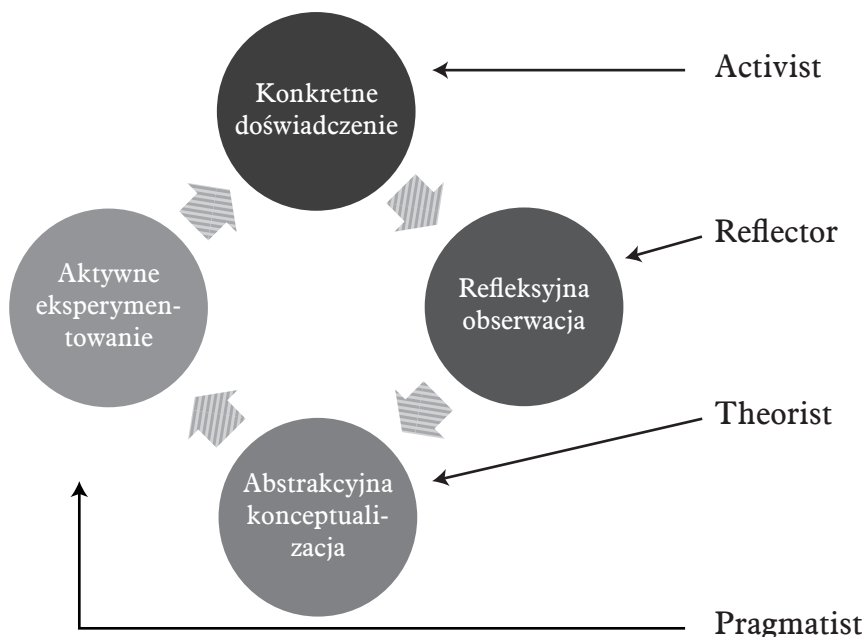 Konkretne
doświadczenie
Activist
Reflector
Aktywne
eksperymen-
towanie
Refleksyjna
obserwacja
Theorist
Abstrakcyjna
konceptuali-
zacja
Pragmatist